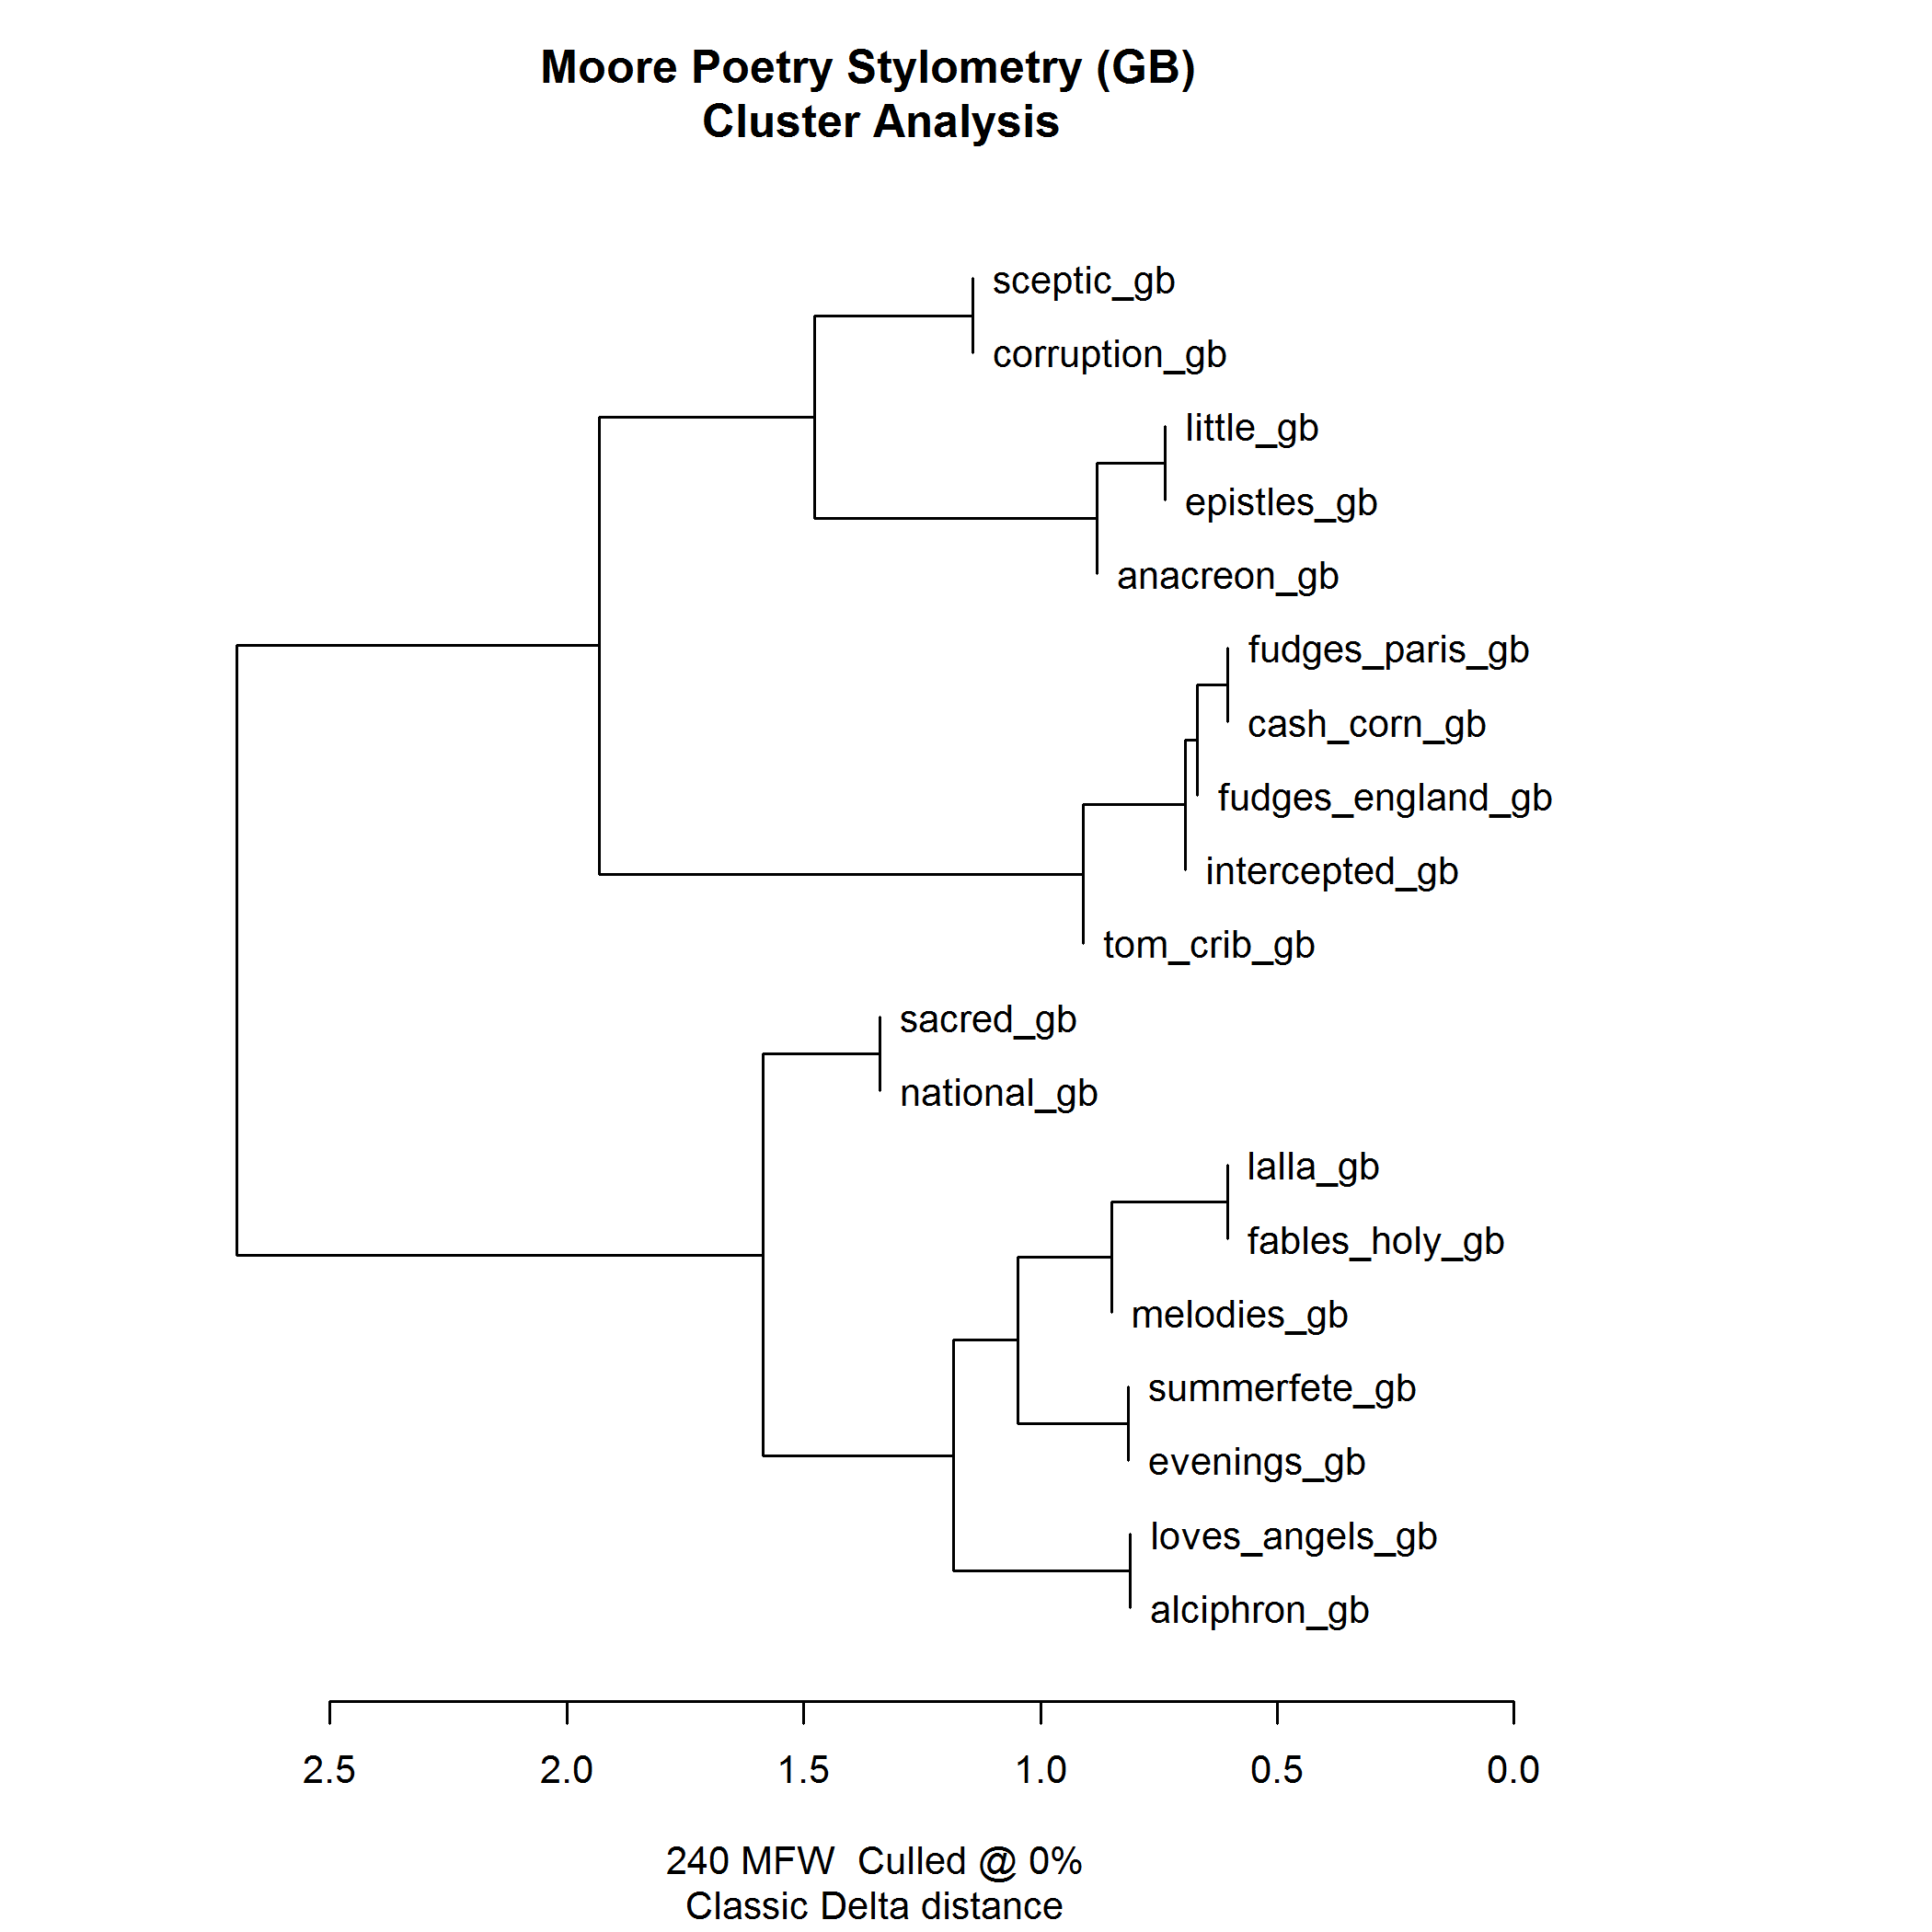 Moore Poetry Stylometry (GB)
Cluster Analysis
sceptic_gb
corruption_gb
little_gb
epistles_gb
anacreon_gb
fudges_paris_gb
cash_corn_gb
fudges_england_gb
intercepted_gb
tom_crib_gb
sacred_gb
national_gb
lalla_gb
fables_holy_gb
melodies_gb
summerfete_gb
evenings_gb
loves_angels_gb
alciphron_gb
2.5 2.0 1.5 1.0 0.5 0.0
240 MFW  Culled @ 0%
Classic Delta distance